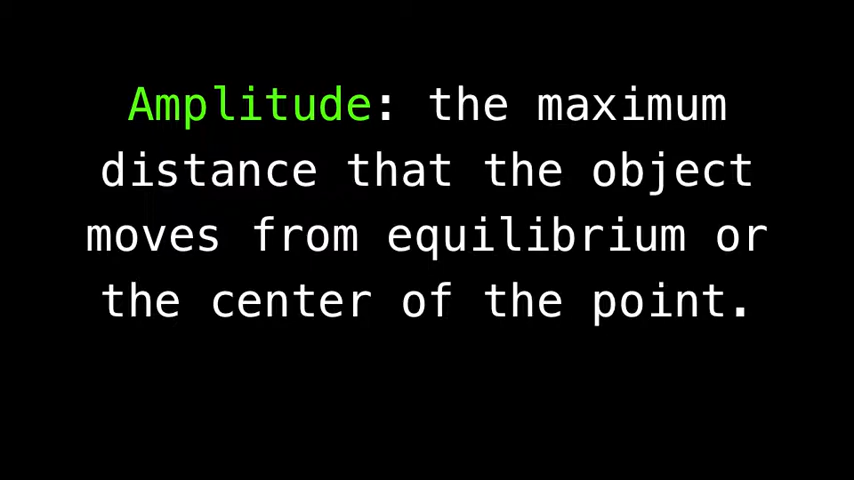 Amplitude: the maximum
distance that the object
moves from equilibrium or
the center of the point.